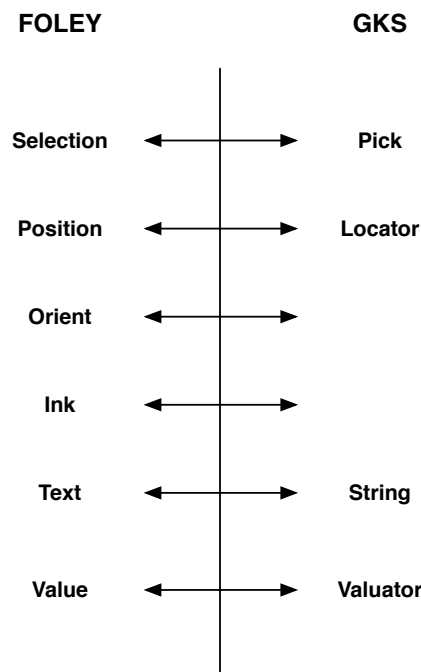 FOLEY GKS
Selection Pick
Position Locator
Orient
Ink
Text String
Value Valuator